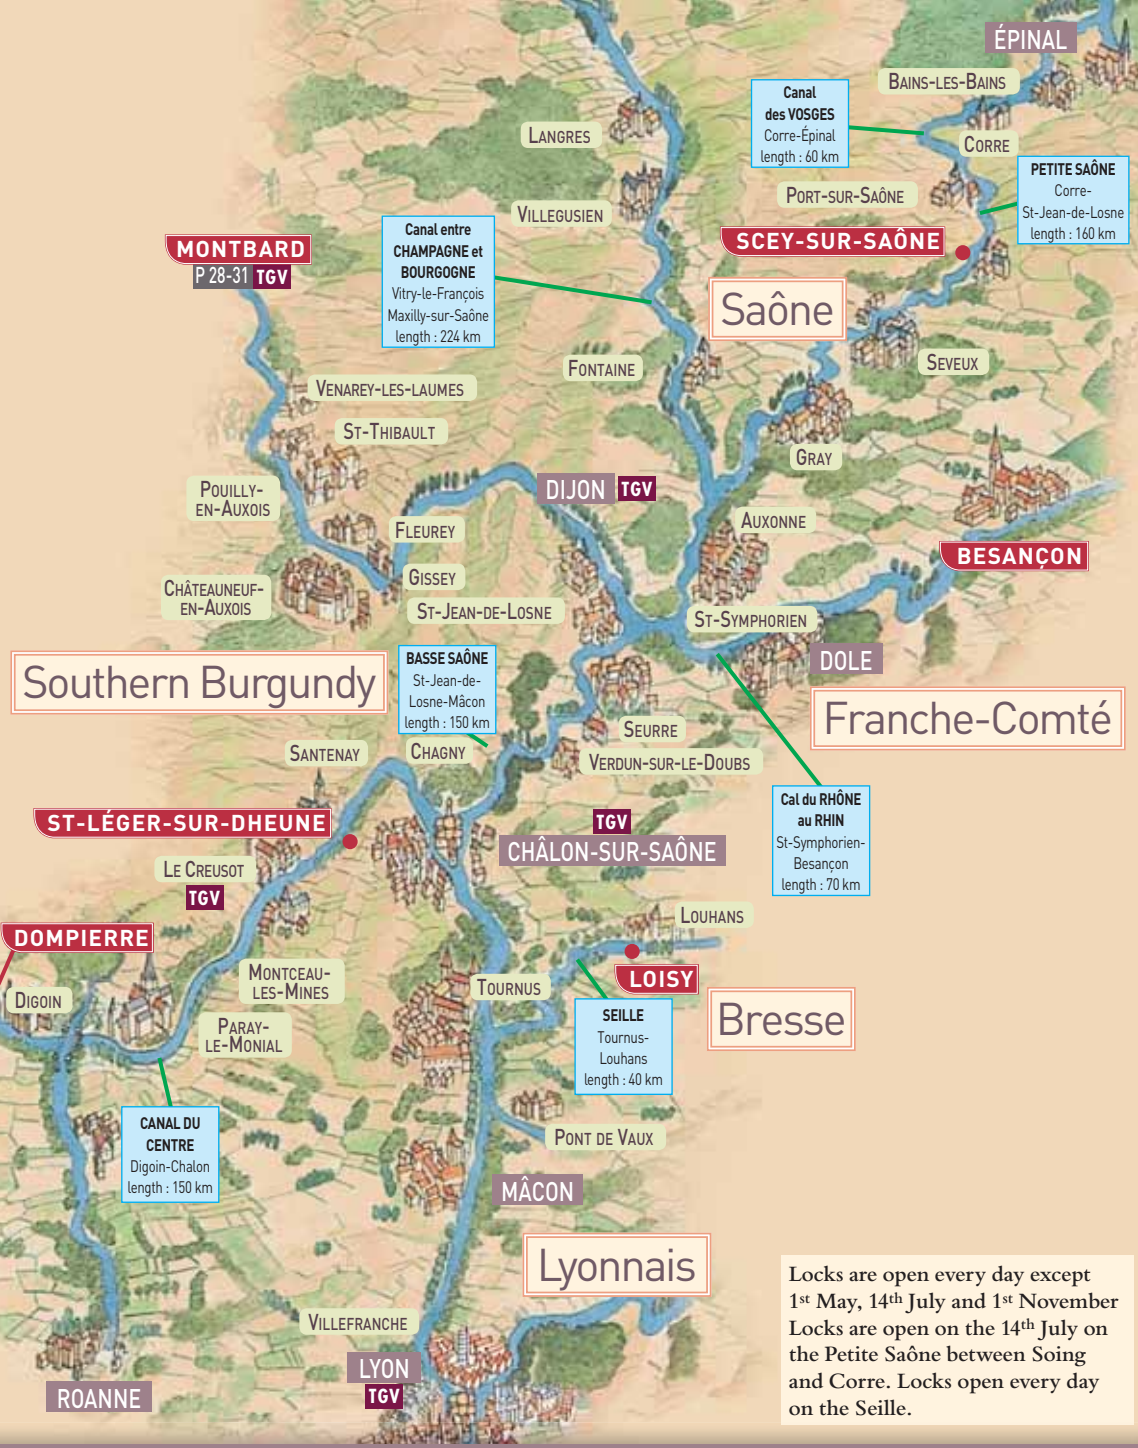 ÉPINAL
BAINS-LES-BAINS
Canal
des VOSGES
Corre-Épinal
length : 60 km
LANGRES
CORRE
PETITE SAÔNE
Corre-
St-Jean-de-Losne
length : 160 km
PORT-SUR-SAÔNE
VILLEGUSIEN
Canal entre
CHAMPAGNE et
BOURGOGNE
Vitry-le-François
Maxilly-sur-Saône
length : 224 km
MONTBARD
P 28-31 TGV
SCEY-SUR-SAÔNE
Saône
FONTAINE
SEVEUX
VENAREY-LES-LAUMES
ST-THIBAULT
GRAY
POUILLY-
EN-AUXOIS
DIJON TGV
FLEUREY
AUXONNE
BESANÇON
GISSEY
CHÂTEAUNEUF-
EN-AUXOIS
ST-JEAN-DE-LOSNE
ST-SYMPHORIEN
DOLE
BASSE SAÔNE
St-Jean-de-
Losne-Mâcon
length : 150 km
Southern Burgundy
Franche-Comté
SEURRE
SANTENAY
CHAGNY
VERDUN-SUR-LE-DOUBS
Cal du RHÔNE
au RHIN
St-Symphorien-
Besançon
length : 70 km
ST-LÉGER-SUR-DHEUNE
TGV
CHÂLON-SUR-SAÔNE
LE CREUSOT
TGV
LOUHANS
DOMPIERRE
LOISY
MONTCEAU-
LES-MINES
TOURNUS
DIGOIN
SEILLE
Tournus-
Louhans
length : 40 km
Bresse
PARAY-
LE-MONIAL
CANAL DU
CENTRE
Digoin-Chalon
length : 150 km
PONT DE VAUX
MÂCON
Lyonnais
Locks are open every day except
1st May, 14th July and 1st November
Locks are open on the 14th July on
the Petite Saône between Soing
and Corre. Locks open every day
on the Seille.
VILLEFRANCHE
LYON
TGV
ROANNE